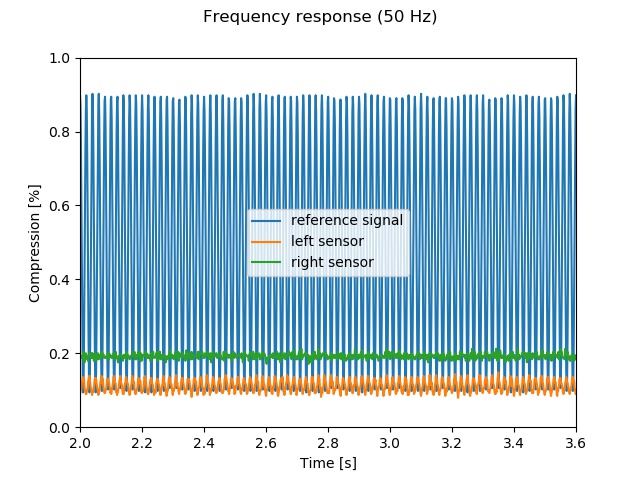 Frequency response (50 Hz)
1.0
0.8
0.6
0.4
0.2
0.0
Compression [%]
reference signal
left sensor
right sensor
2.0 2.2 2.4 2.6 2.8 3.0 3.2 3.4 3.6
Time [s]